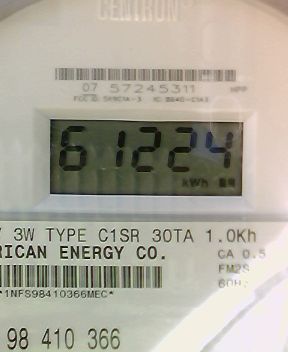 CENTRON
07 57245311
61224
kWh
3W TYPE C1SR 30TA 1.0Kh
RICAN ENERGY CO.
CA 0.5
FM2S
60Hz
*1NFS98410366MEC*
98 410 366